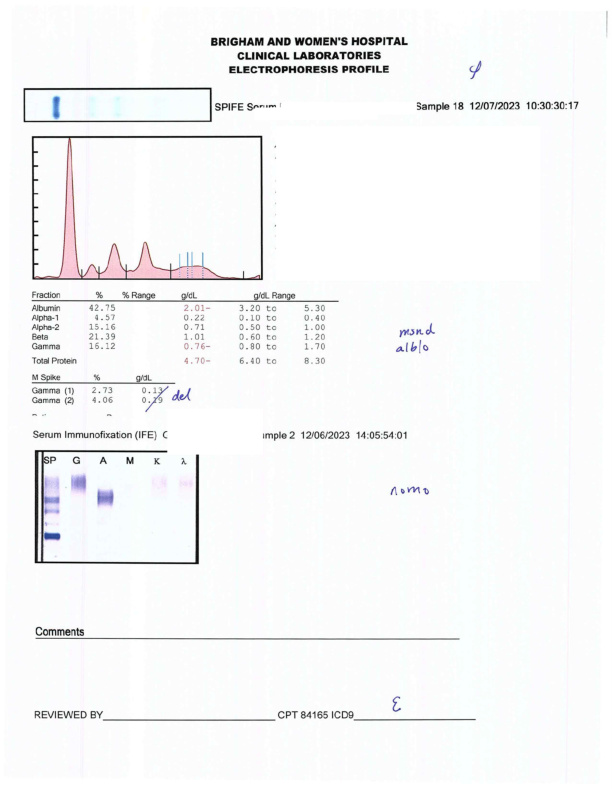 BRIGHAM AND WOMEN'S HOSPITAL
CLINICAL LABORATORIES
ELECTROPHORESIS PROFILE
SPIFE Serum Sample 18 12/07/2023 10:30:30:17
Fraction % % Range g/dL g/dL Range
Albumin 42.75 2.01- 3.20 to 5.30
Alpha-1 4.57 0.22 0.10 to 0.40
Alpha-2 15.16 0.71 0.50 to 1.00
Beta 21.39 1.01 0.60 to 1.20
Gamma 16.12 0.76- 0.80 to 1.70
Total Protein 4.70- 6.40 to 8.30
msnd
alblo
M Spike % g/dL
Gamma (1) 2.73 0.13
Gamma (2) 4.06 0.19 del
Serum Immunofixation (IFE) mple 2 12/06/2023 14:05:54:01
SP G A M K λ
nomo
Comments
REVIEWED BY CPT 84165 ICD9